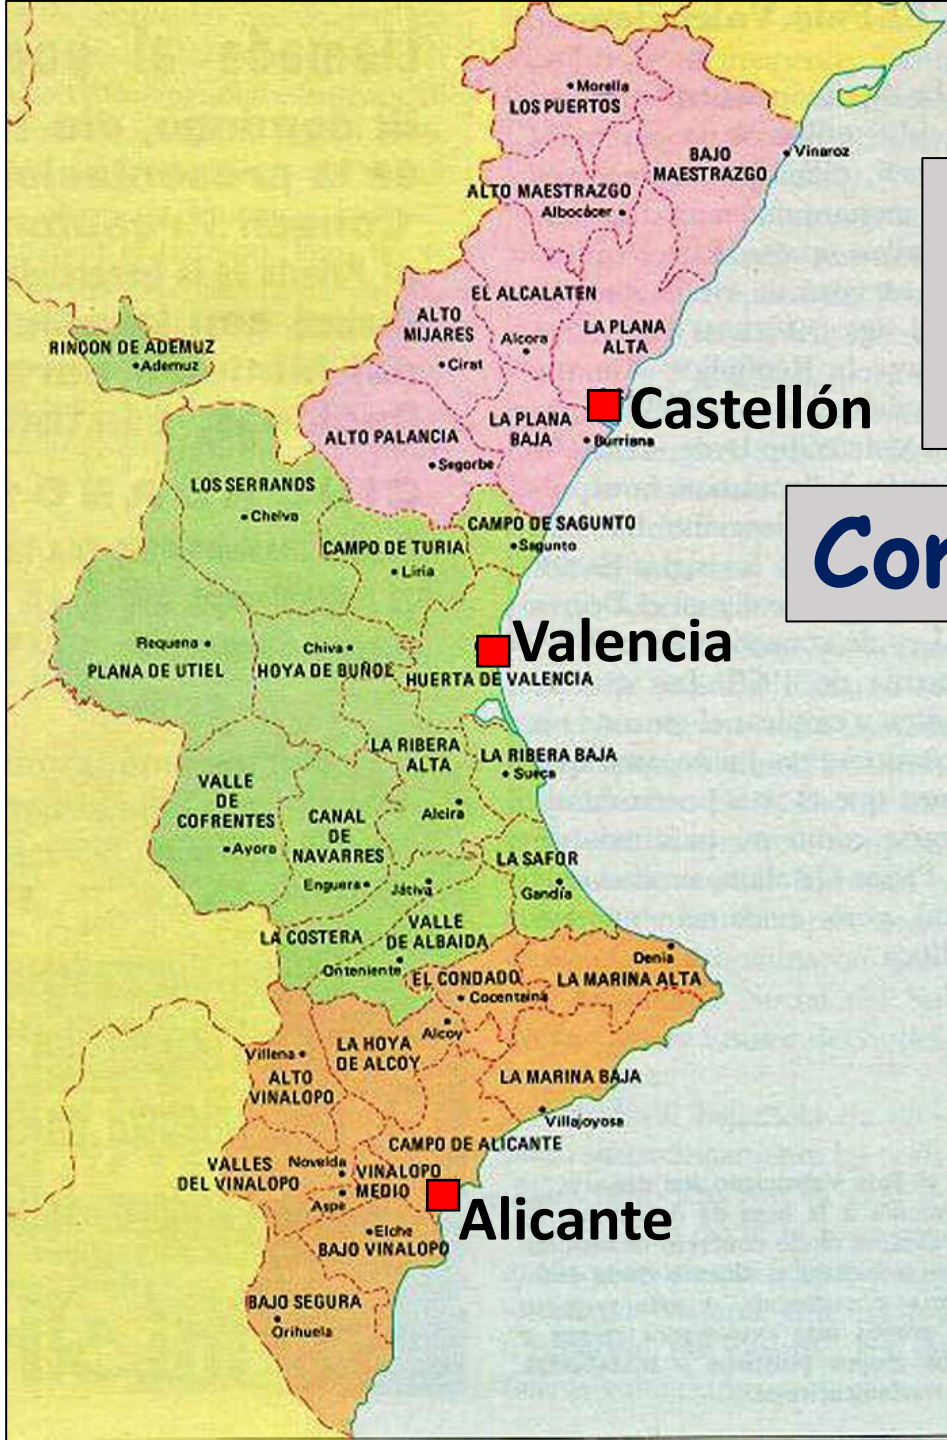 Morella
LOS PUERTOS
BAJO
MAESTRAZGO
Vinaroz
ALTO MAESTRAZGO
Albocácer
EL ALCALATEN
ALTO
MIJARES
Cirat
Alcora
LA PLANA
ALTA
RINCON DE ADEMUZ
Ademuz
Castellón
LA PLANA
BAJA
Burriana
ALTO PALANCIA
Segorbe
LOS SERRANOS
Chelva
CAMPO DE SAGUNTO
Sagunto
CAMPO DE TURIA
Liria
Cor
Requena
PLANA DE UTIEL
Chiva
HOYA DE BUÑOL
Valencia
HUERTA DE VALENCIA
LA RIBERA
ALTA
Alcira
LA RIBERA BAJA
Sueca
VALLE
DE
COFRENTES
Ayora
CANAL
DE
NAVARRES
Enguera
Játiva
LA SAFOR
Gandía
LA COSTERA
VALLE
DE ALBAIDA
Onteniente
EL CONDADO
Cocentaina
Denia
LA MARINA ALTA
Villena
ALTO
VINALOPO
LA HOYA
DE ALCOY
Alcoy
LA MARINA BAJA
Villajoyosa
CAMPO DE ALICANTE
VALLES
DEL VINALOPO
Novelda
VINALOPO
MEDIO
Aspe
Alicante
Elche
BAJO VINALOPO
BAJO SEGURA
Orihuela